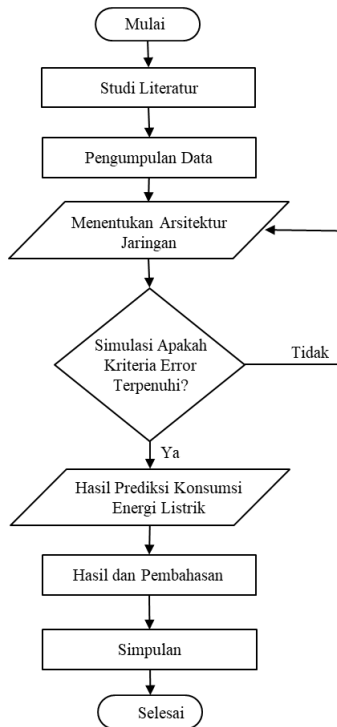 Mulai
Studi Literatur
Pengumpulan Data
Menentukan Arsitektur
Jaringan
Simulasi Apakah
Kriteria Error
Terpenuhi?
Tidak
Ya
Hasil Prediksi Konsumsi
Energi Listrik
Hasil dan Pembahasan
Simpulan
Selesai